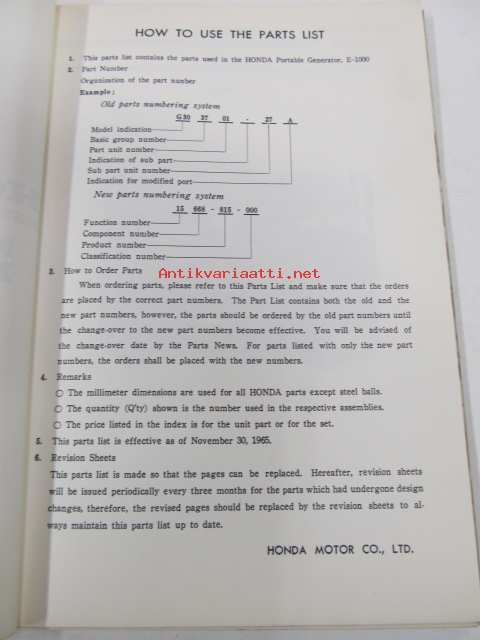 HOW TO USE THE PARTS LIST
1. This parts list contains the parts used in the HONDA Portable Generator, E-1000
2. Part Number
Organization of the part number
Example;
Old parts numbering system
G30 37 01 - 27 A
Model indication
Basic group number
Part unit number
Indication of sub part
Sub part unit number
Indication for modified port
New parts numbering system
15 668 - 815 - 000
Function number
Component number
Product number
Classification number
3. How to Order Parts
Antikvariaatti.net
When ordering parts, please refer to this Parts List and make sure that the orders
are placed by the correct part numbers. The Part List contains both the old and the
new part numbers, however, the parts should be ordered by the old part numbers until
the change-over to the new part numbers become effective. You will be advised of
the change-over date by the Parts News. For parts listed with only the new part
numbers, the orders shall be placed with the new numbers.
4. Remarks
○ The millimeter dimensions are used for all HONDA parts except steel balls.
○ The quantity (Q'ty) shown is the number used in the respective assemblies.
○ The price listed in the index is for the unit part or for the set.
5. This parts list is effective as of November 30, 1965.
6. Revision Sheets
This parts list is made so that the pages can be replaced. Hereafter, revision sheets
will be issued periodically every three months for the parts which had undergone design
changes, therefore, the revised pages should be replaced by the revision sheets to al-
ways maintain this parts list up to date.
HONDA MOTOR CO., LTD.